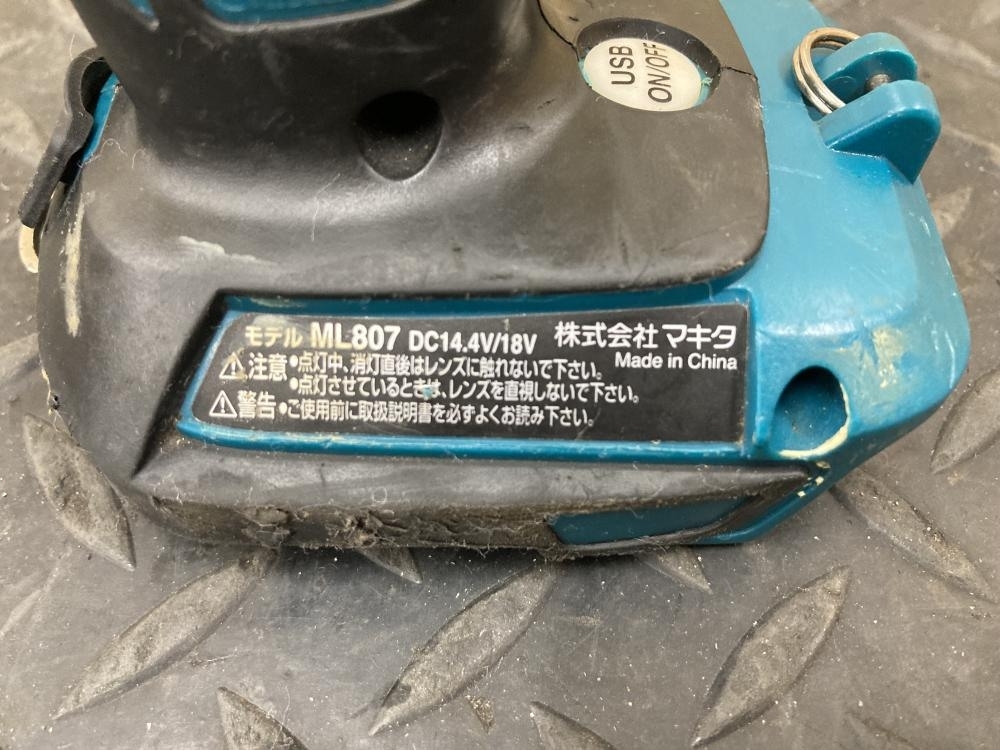 USB
ON/OFF
モデル ML807 DC14.4V/18V 株式会社 マキタ
Made in China
⚠注意 •点灯中、消灯直後はレンズに触れないで下さい。
•点灯させているときは、レンズを直視しないで下さい。
⚠警告 •ご使用前に取扱説明書を必ずよくお読み下さい。